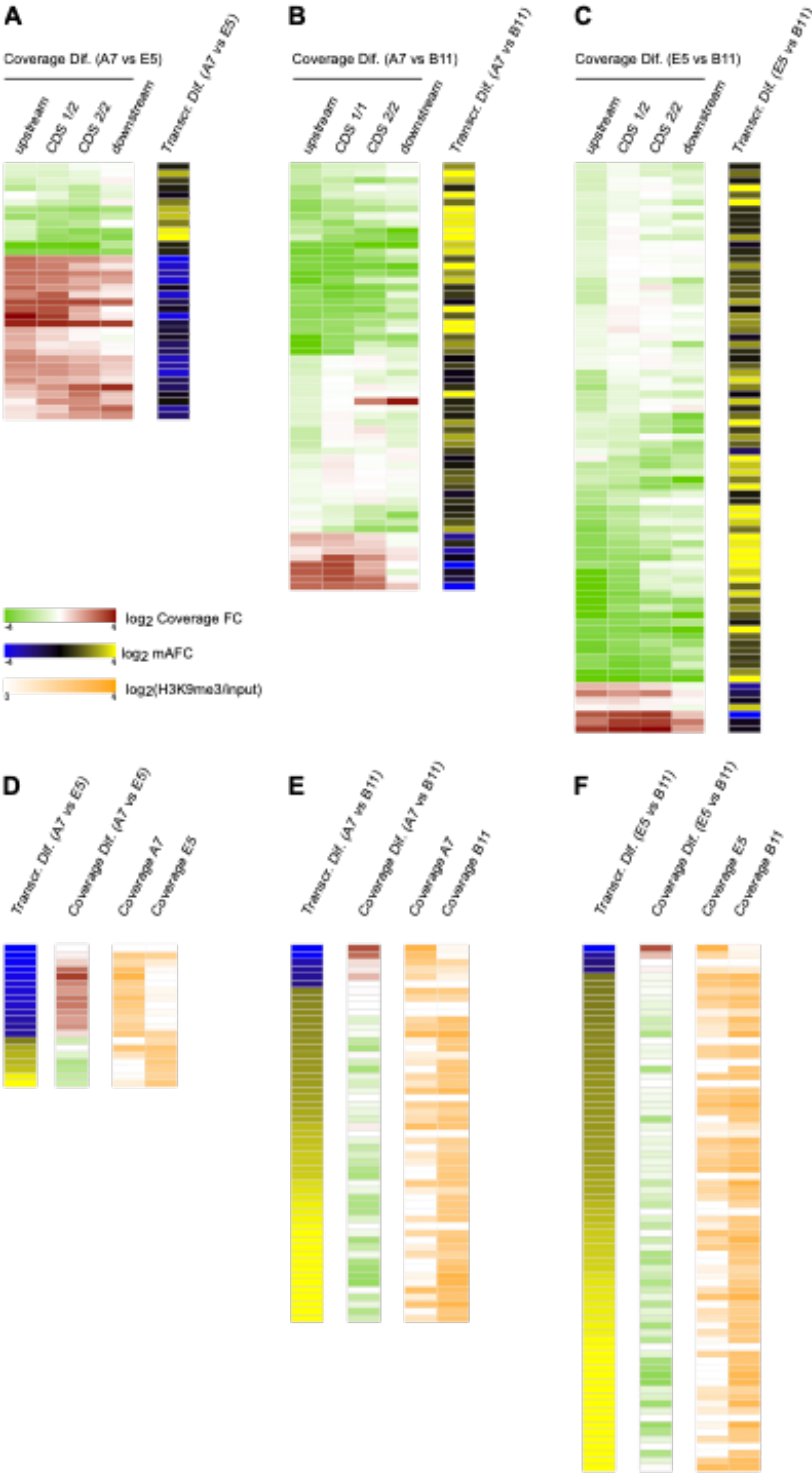 A
Coverage Dif. (A7 vs E5)
upstream
CDS 1/2
CDS 2/2
downstream
Transcr. Dif. (A7 vs E5)
B
Coverage Dif. (A7 vs B11)
upstream
CDS 1/1
CDS 2/2
downstream
Transcr. Dif. (A7 vs B11)
C
Coverage Dif. (E5 vs B11)
upstream
CDS 1/2
CDS 2/2
downstream
Transcr. Dif. (E5 vs B11)
log2 Coverage FC
log2 mAFC
log2(H3K9me3/input)
D
Transcr. Dif. (A7 vs E5)
Coverage Dif. (A7 vs E5)
Coverage A7
Coverage E5
E
Transcr. Dif. (A7 vs B11)
Coverage Dif. (A7 vs B11)
Coverage A7
Coverage B11
F
Transcr. Dif. (E5 vs B11)
Coverage Dif. (E5 vs B11)
Coverage E5
Coverage B11